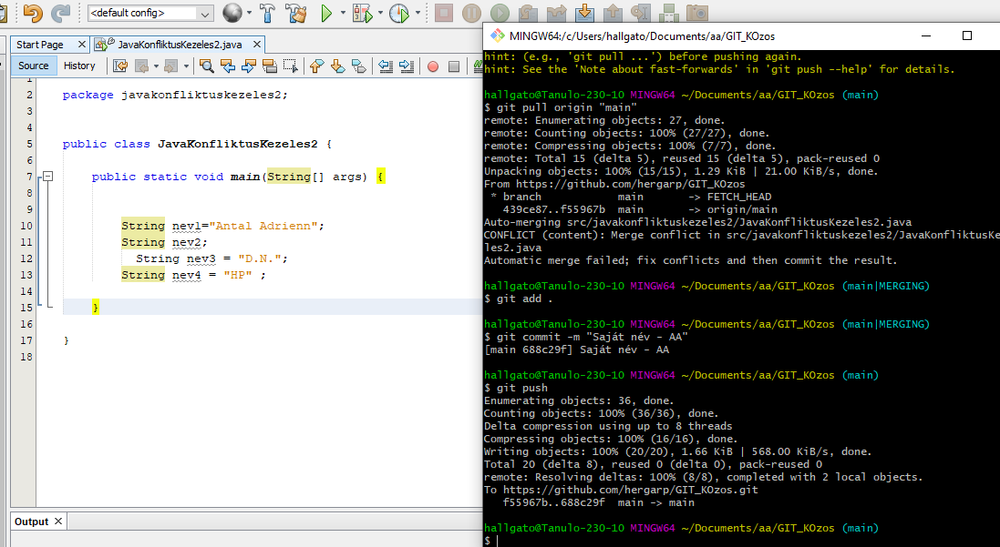 <default config>
Start Page
JavaKonfliktusKezeles2.java
Source
History
1
2 package javakonfliktuskezeles2;
3
4
5 public class JavaKonfliktusKezeles2 {
6
7 public static void main(String[] args) {
8
9
10 String nev1="Antal Adrienn";
11 String nev2;
12 String nev3 = "D.N.";
13 String nev4 = "HP" ;
14
15 }
16
17 }
18
Output
MINGW64:/c/Users/hallgato/Documents/aa/GIT_KOzos
hint: (e.g., 'git pull ...') before pushing again.
hint: See the 'Note about fast-forwards' in 'git push --help' for details.
hallgato@Tanulo-230-10 MINGW64 ~/Documents/aa/GIT_KOzos (main)
$ git pull origin "main"
remote: Enumerating objects: 27, done.
remote: Counting objects: 100% (27/27), done.
remote: Compressing objects: 100% (7/7), done.
remote: Total 15 (delta 5), reused 15 (delta 5), pack-reused 0
Unpacking objects: 100% (15/15), 1.29 KiB | 21.00 KiB/s, done.
From https://github.com/hergarp/GIT_KOzos
* branch main -> FETCH_HEAD
439ce87..f55967b main -> origin/main
Auto-merging src/javakonfliktuskezeles2/JavaKonfliktusKezeles2.java
CONFLICT (content): Merge conflict in src/javakonfliktuskezeles2/JavaKonfliktusKe
les2.java
Automatic merge failed; fix conflicts and then commit the result.
hallgato@Tanulo-230-10 MINGW64 ~/Documents/aa/GIT_KOzos (main|MERGING)
$ git add .
hallgato@Tanulo-230-10 MINGW64 ~/Documents/aa/GIT_KOzos (main|MERGING)
$ git commit -m "Saját név - AA"
[main 688c29f] Saját név - AA
hallgato@Tanulo-230-10 MINGW64 ~/Documents/aa/GIT_KOzos (main)
$ git push
Enumerating objects: 36, done.
Counting objects: 100% (36/36), done.
Delta compression using up to 8 threads
Compressing objects: 100% (16/16), done.
Writing objects: 100% (20/20), 1.66 KiB | 568.00 KiB/s, done.
Total 20 (delta 8), reused 0 (delta 0), pack-reused 0
remote: Resolving deltas: 100% (8/8), completed with 2 local objects.
To https://github.com/hergarp/GIT_KOzos.git
f55967b..688c29f main -> main
hallgato@Tanulo-230-10 MINGW64 ~/Documents/aa/GIT_KOzos (main)
$